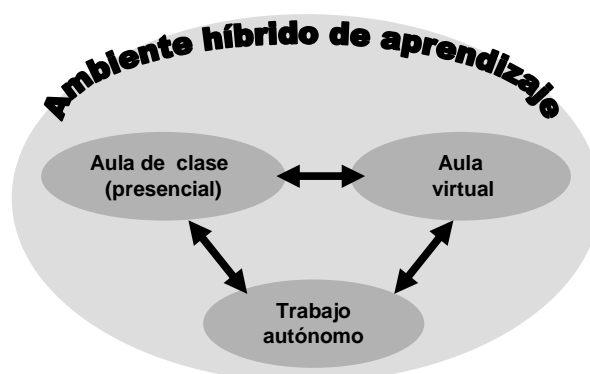 Ambiente híbrido de aprendizaje
Aula de clase
(presencial)
Aula
virtual
Trabajo
autónomo